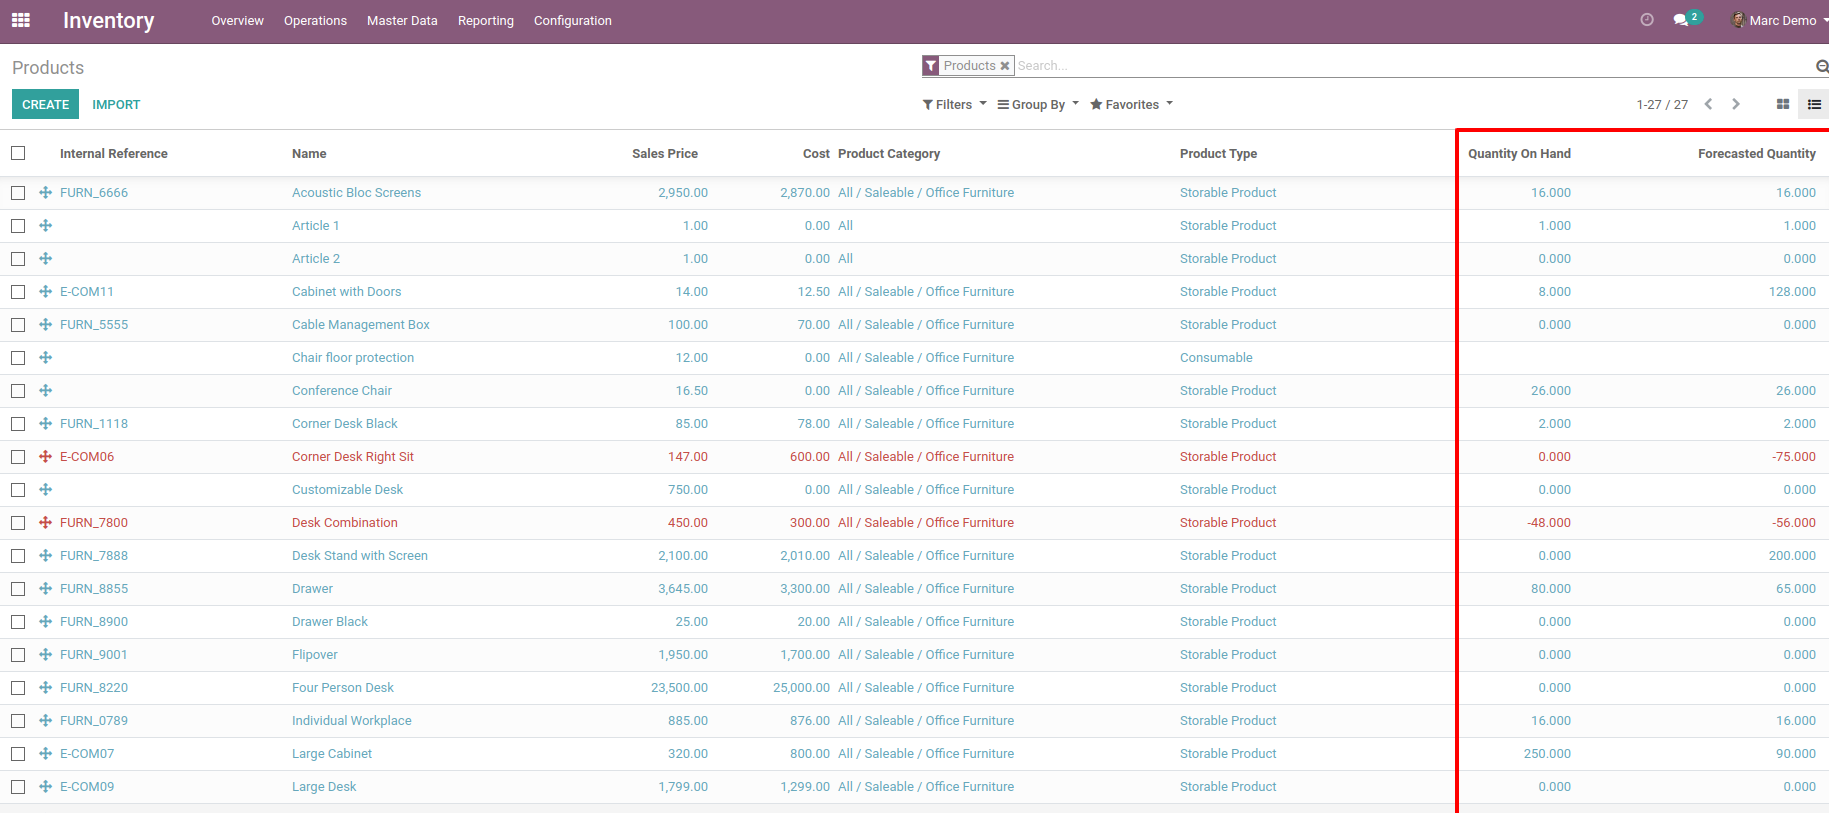 Inventory Overview Operations Master Data Reporting Configuration 2 Marc Demo
Products Products Search...
CREATE IMPORT Filters Group By Favorites 1-27 / 27
Internal Reference Name Sales Price Cost Product Category Product Type Quantity On Hand Forecasted Quantity
FURN_6666 Acoustic Bloc Screens 2,950.00 2,870.00 All / Saleable / Office Furniture Storable Product 16.000 16.000
Article 1 1.00 0.00 All Storable Product 1.000 1.000
Article 2 1.00 0.00 All Storable Product 0.000 0.000
E-COM11 Cabinet with Doors 14.00 12.50 All / Saleable / Office Furniture Storable Product 8.000 128.000
FURN_5555 Cable Management Box 100.00 70.00 All / Saleable / Office Furniture Storable Product 0.000 0.000
Chair floor protection 12.00 0.00 All / Saleable / Office Furniture Consumable
Conference Chair 16.50 0.00 All / Saleable / Office Furniture Storable Product 26.000 26.000
FURN_1118 Corner Desk Black 85.00 78.00 All / Saleable / Office Furniture Storable Product 2.000 2.000
E-COM06 Corner Desk Right Sit 147.00 600.00 All / Saleable / Office Furniture Storable Product 0.000 -75.000
Customizable Desk 750.00 0.00 All / Saleable / Office Furniture Storable Product 0.000 0.000
FURN_7800 Desk Combination 450.00 300.00 All / Saleable / Office Furniture Storable Product -48.000 -56.000
FURN_7888 Desk Stand with Screen 2,100.00 2,010.00 All / Saleable / Office Furniture Storable Product 0.000 200.000
FURN_8855 Drawer 3,645.00 3,300.00 All / Saleable / Office Furniture Storable Product 80.000 65.000
FURN_8900 Drawer Black 25.00 20.00 All / Saleable / Office Furniture Storable Product 0.000 0.000
FURN_9001 Flipover 1,950.00 1,700.00 All / Saleable / Office Furniture Storable Product 0.000 0.000
FURN_8220 Four Person Desk 23,500.00 25,000.00 All / Saleable / Office Furniture Storable Product 0.000 0.000
FURN_0789 Individual Workplace 885.00 876.00 All / Saleable / Office Furniture Storable Product 16.000 16.000
E-COM07 Large Cabinet 320.00 800.00 All / Saleable / Office Furniture Storable Product 250.000 90.000
E-COM09 Large Desk 1,799.00 1,299.00 All / Saleable / Office Furniture Storable Product 0.000 0.000